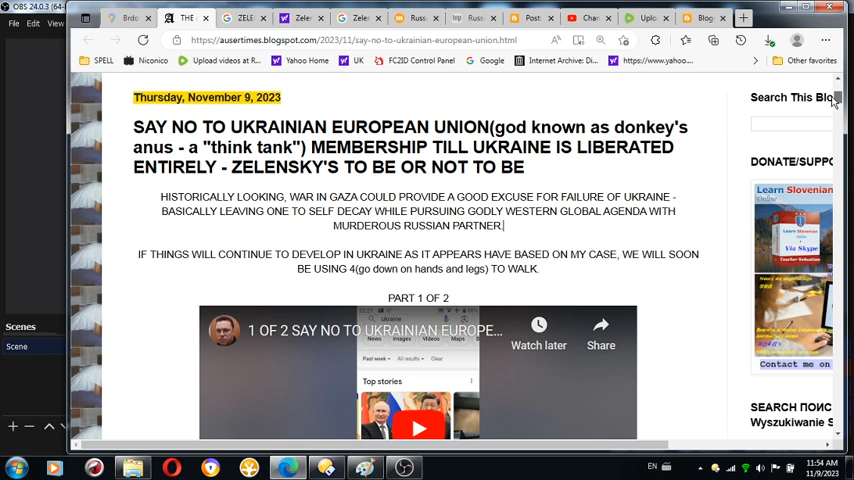 OBS 24.0.3 (64-
Brdo
THE
ZELE
Zeler
Zeler
Russ
Russ
Post
Char
Uplo
Blog
https://ausertimes.blogspot.com/2023/11/say-no-to-ukrainian-european-union.html
SPELL
Niconico
Upload videos at R...
Yahoo Home
UK
FC2ID Control Panel
Google
Internet Archive: Di...
https://www.yahoo....
Other favorites
Thursday, November 9, 2023
SAY NO TO UKRAINIAN EUROPEAN UNION(god known as donkey's
anus - a "think tank") MEMBERSHIP TILL UKRAINE IS LIBERATED
ENTIRELY - ZELENSKY'S TO BE OR NOT TO BE
HISTORICALLY LOOKING, WAR IN GAZA COULD PROVIDE A GOOD EXCUSE FOR FAILURE OF UKRAINE -
BASICALLY LEAVING ONE TO SELF DECAY WHILE PURSUING GODLY WESTERN GLOBAL AGENDA WITH
MURDEROUS RUSSIAN PARTNER.
IF THINGS WILL CONTINUE TO DEVELOP IN UKRAINE AS IT APPEARS HAVE BASED ON MY CASE, WE WILL SOON
BE USING 4(go down on hands and legs) TO WALK.
PART 1 OF 2
1 OF 2 SAY NO TO UKRAINIAN EUROPE...
Watch later
Share
ukraine
News Images Videos Maps
Past week
All results
Clear
Top stories
Search This Blo
DONATE/SUPPO
Learn Slovenian
Online
Via Skype
Teacher Sebastian
Contact me on
SEARCH ПОИС
Wyszukiwanie S
Scenes
Scene
EN
11:54 AM
11/9/2023